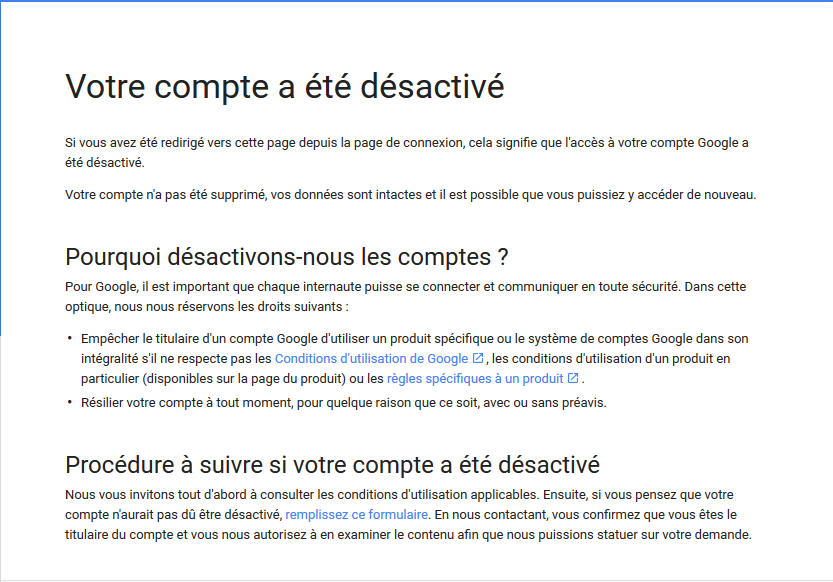 Votre compte a été désactivé
Si vous avez été redirigé vers cette page depuis la page de connexion, cela signifie que l'accès à votre compte Google a
été désactivé.
Votre compte n'a pas été supprimé, vos données sont intactes et il est possible que vous puissiez y accéder de nouveau.
Pourquoi désactivons-nous les comptes ?
Pour Google, il est important que chaque internaute puisse se connecter et communiquer en toute sécurité. Dans cette
optique, nous nous réservons les droits suivants :
• Empêcher le titulaire d'un compte Google d'utiliser un produit spécifique ou le système de comptes Google dans son
intégralité s'il ne respecte pas les Conditions d'utilisation de Google , les conditions d'utilisation d'un produit en
particulier (disponibles sur la page du produit) ou les règles spécifiques à un produit .
• Résilier votre compte à tout moment, pour quelque raison que ce soit, avec ou sans préavis.
Procédure à suivre si votre compte a été désactivé
Nous vous invitons tout d'abord à consulter les conditions d'utilisation applicables. Ensuite, si vous pensez que votre
compte n'aurait pas dû être désactivé, remplissez ce formulaire. En nous contactant, vous confirmez que vous êtes le
titulaire du compte et vous nous autorisez à en examiner le contenu afin que nous puissions statuer sur votre demande.